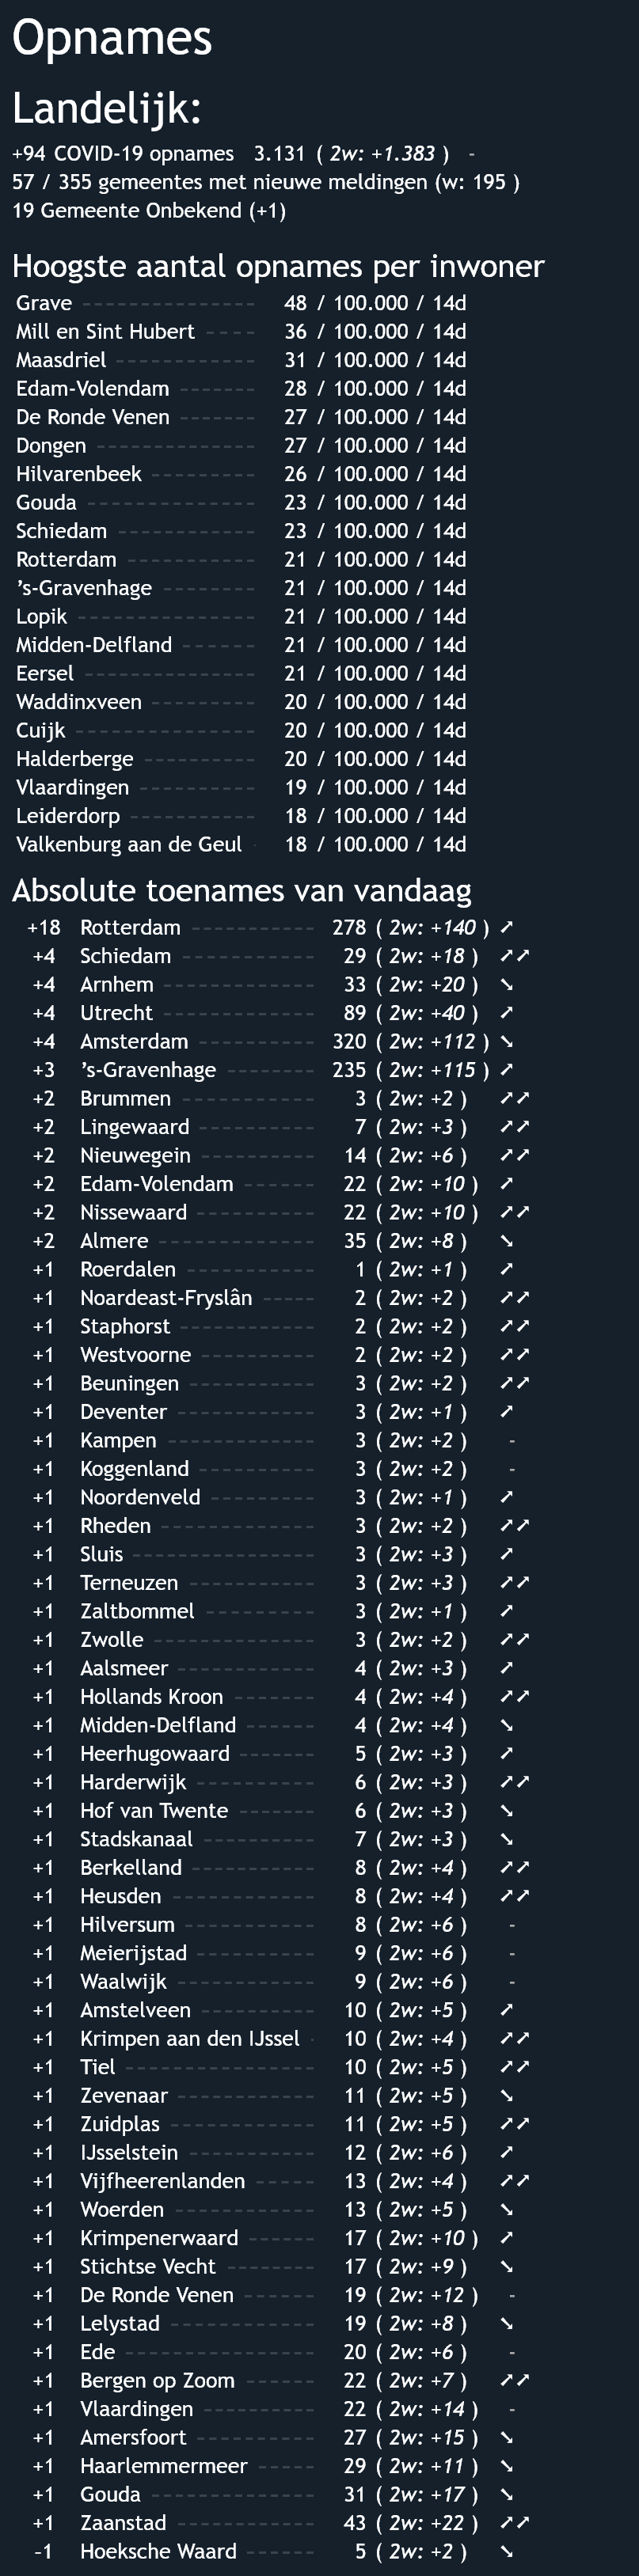 Opnames
Landelijk:
+94 COVID-19 opnames 3.131 ( 2w: +1.383 ) -
57 / 355 gemeentes met nieuwe meldingen (w: 195 )
19 Gemeente Onbekend (+1)
Hoogste aantal opnames per inwoner
Grave 48 / 100.000 / 14d
Mill en Sint Hubert 36 / 100.000 / 14d
Maasdriel 31 / 100.000 / 14d
Edam-Volendam 28 / 100.000 / 14d
De Ronde Venen 27 / 100.000 / 14d
Dongen 27 / 100.000 / 14d
Hilvarenbeek 26 / 100.000 / 14d
Gouda 23 / 100.000 / 14d
Schiedam 23 / 100.000 / 14d
Rotterdam 21 / 100.000 / 14d
’s-Gravenhage 21 / 100.000 / 14d
Lopik 21 / 100.000 / 14d
Midden-Delfland 21 / 100.000 / 14d
Eersel 21 / 100.000 / 14d
Waddinxveen 20 / 100.000 / 14d
Cuijk 20 / 100.000 / 14d
Halderberge 20 / 100.000 / 14d
Vlaardingen 19 / 100.000 / 14d
Leiderdorp 18 / 100.000 / 14d
Valkenburg aan de Geul 18 / 100.000 / 14d
Absolute toenames van vandaag
+18 Rotterdam 278 ( 2w: +140 ) ➚
+4 Schiedam 29 ( 2w: +18 ) ➚➚
+4 Arnhem 33 ( 2w: +20 ) ➘
+4 Utrecht 89 ( 2w: +40 ) ➚
+4 Amsterdam 320 ( 2w: +112 ) ➘
+3 ’s-Gravenhage 235 ( 2w: +115 ) ➚
+2 Brummen 3 ( 2w: +2 ) ➚➚
+2 Lingewaard 7 ( 2w: +3 ) ➚➚
+2 Nieuwegein 14 ( 2w: +6 ) ➚➚
+2 Edam-Volendam 22 ( 2w: +10 ) ➚
+2 Nissewaard 22 ( 2w: +10 ) ➚➚
+2 Almere 35 ( 2w: +8 ) ➘
+1 Roerdalen 1 ( 2w: +1 ) ➚
+1 Noardeast-Fryslân 2 ( 2w: +2 ) ➚➚
+1 Staphorst 2 ( 2w: +2 ) ➚➚
+1 Westvoorne 2 ( 2w: +2 ) ➚➚
+1 Beuningen 3 ( 2w: +2 ) ➚➚
+1 Deventer 3 ( 2w: +1 ) ➚
+1 Kampen 3 ( 2w: +2 ) -
+1 Koggenland 3 ( 2w: +2 ) -
+1 Noordenveld 3 ( 2w: +1 ) ➚
+1 Rheden 3 ( 2w: +2 ) ➚➚
+1 Sluis 3 ( 2w: +3 ) ➚
+1 Terneuzen 3 ( 2w: +3 ) ➚➚
+1 Zaltbommel 3 ( 2w: +1 ) ➚
+1 Zwolle 3 ( 2w: +2 ) ➚➚
+1 Aalsmeer 4 ( 2w: +3 ) ➚
+1 Hollands Kroon 4 ( 2w: +4 ) ➚➚
+1 Midden-Delfland 4 ( 2w: +4 ) ➘
+1 Heerhugowaard 5 ( 2w: +3 ) ➚
+1 Harderwijk 6 ( 2w: +3 ) ➚➚
+1 Hof van Twente 6 ( 2w: +3 ) ➘
+1 Stadskanaal 7 ( 2w: +3 ) ➘
+1 Berkelland 8 ( 2w: +4 ) ➚➚
+1 Heusden 8 ( 2w: +4 ) ➚➚
+1 Hilversum 8 ( 2w: +6 ) -
+1 Meierijstad 9 ( 2w: +6 ) -
+1 Waalwijk 9 ( 2w: +6 ) -
+1 Amstelveen 10 ( 2w: +5 ) ➚
+1 Krimpen aan den IJssel 10 ( 2w: +4 ) ➚➚
+1 Tiel 10 ( 2w: +5 ) ➚➚
+1 Zevenaar 11 ( 2w: +5 ) ➘
+1 Zuidplas 11 ( 2w: +5 ) ➚➚
+1 IJsselstein 12 ( 2w: +6 ) ➚
+1 Vijfheerenlanden 13 ( 2w: +4 ) ➚➚
+1 Woerden 13 ( 2w: +5 ) ➘
+1 Krimpenerwaard 17 ( 2w: +10 ) ➚
+1 Stichtse Vecht 17 ( 2w: +9 ) ➘
+1 De Ronde Venen 19 ( 2w: +12 ) -
+1 Lelystad 19 ( 2w: +8 ) ➘
+1 Ede 20 ( 2w: +6 ) -
+1 Bergen op Zoom 22 ( 2w: +7 ) ➚➚
+1 Vlaardingen 22 ( 2w: +14 ) -
+1 Amersfoort 27 ( 2w: +15 ) ➘
+1 Haarlemmermeer 29 ( 2w: +11 ) ➘
+1 Gouda 31 ( 2w: +17 ) ➘
+1 Zaanstad 43 ( 2w: +22 ) ➚➚
-1 Hoeksche Waard 5 ( 2w: +2 ) ➘